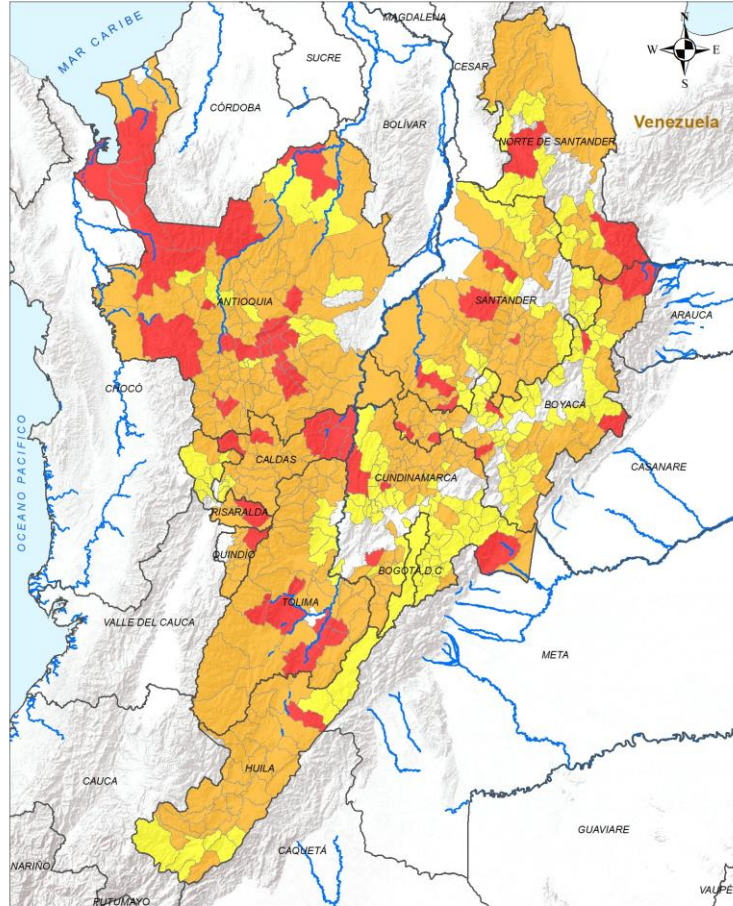 MAGDALENA
N
MAR CARIBE
SUCRE
W
E
CESAR
S
CÓRDOBA
BOLÍVAR
Venezuela
NORTE DE SANTANDER
ANTIOQUIA
SANTANDER
ARAUCA
CHOCÓ
BOYACÁ
OCEANO PACIFICO
CALDAS
CUNDINAMARCA
CASANARE
RISARALDA
QUINDÍO
BOGOTÁ, D.C
TOLIMA
VALLE DEL CAUCA
META
HUILA
CAUCA
GUAVIARE
CAQUETÁ
NARIÑO
PUTUMAYO
VAUPÉ